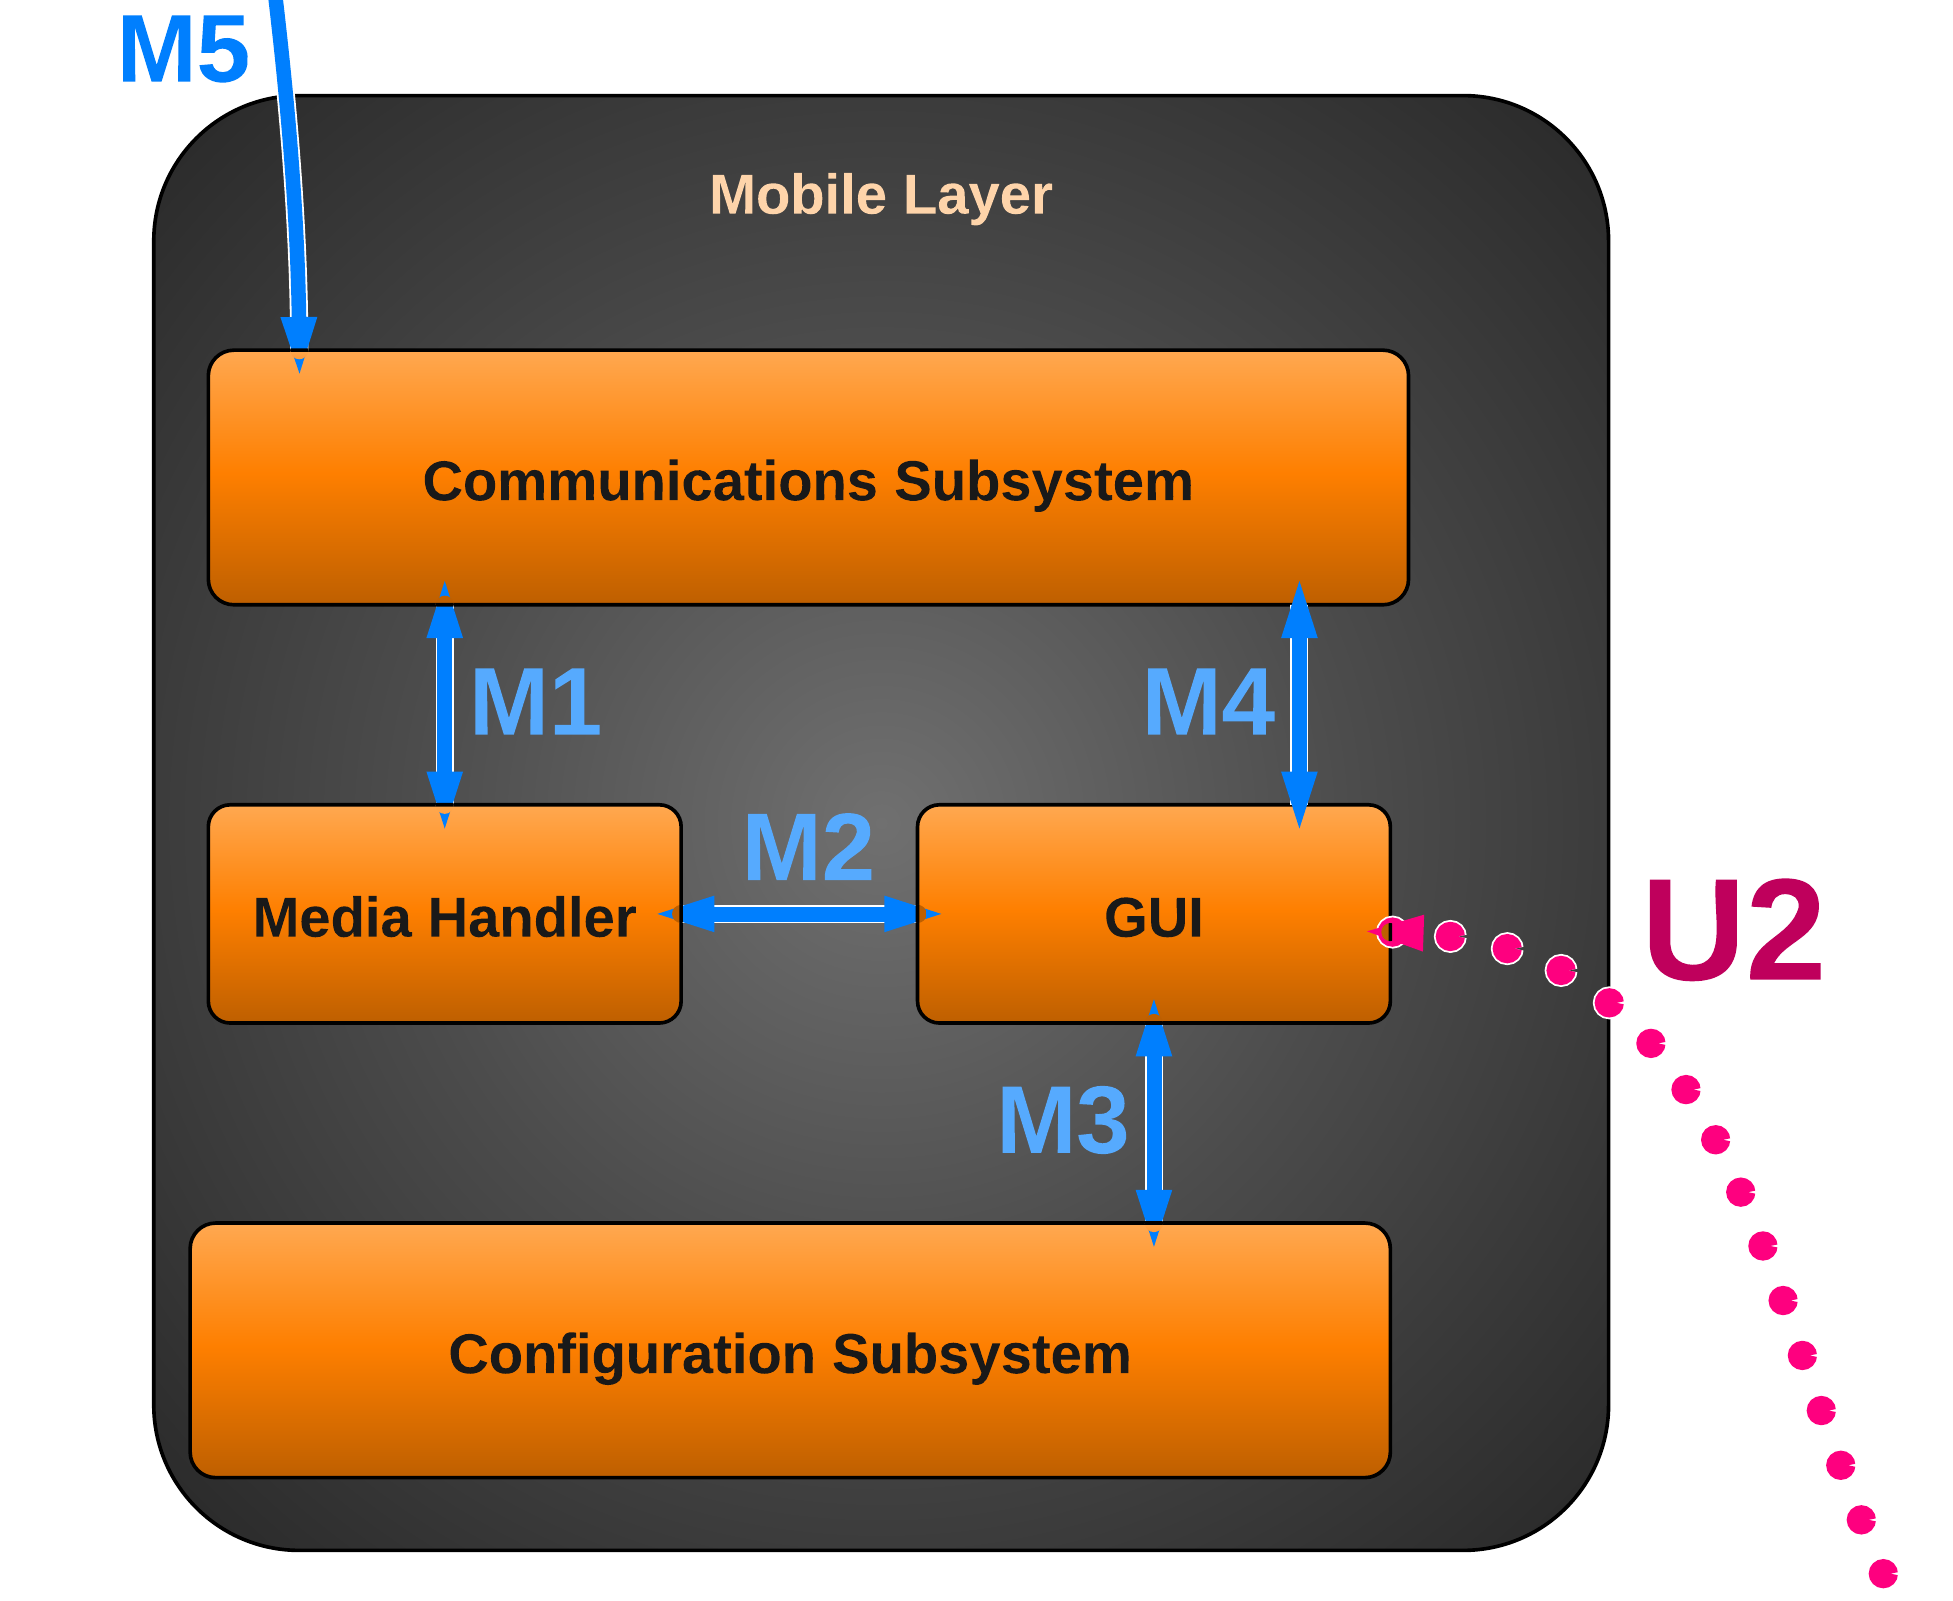 M5
Mobile Layer
Communications Subsystem
M1
M4
M2
Media Handler
GUI
U2
M3
Configuration Subsystem